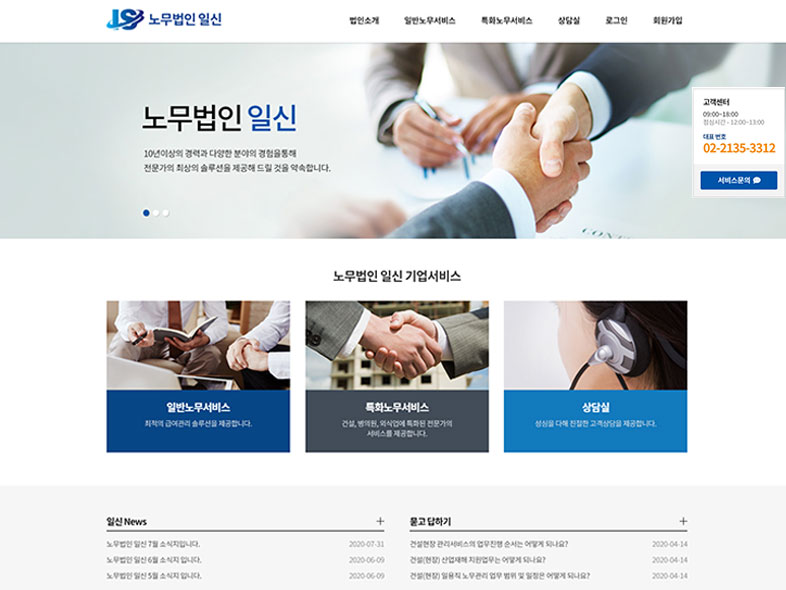 JS 노무법인 일신
법인소개 일반노무서비스 특화노무서비스 상담실 로그인 회원가입
노무법인 일신
10년이상의 경력과 다양한 분야의 경험을통해
전문가의 최상의 솔루션을 제공해 드릴 것을 약속합니다.
고객센터
09:00~18:00
점심시간 - 12:00~13:00
대표 번호
02-2135-3312
서비스문의
노무법인 일신 기업서비스
일반노무서비스
최적의 급여관리 솔루션을 제공합니다.
특화노무서비스
건설, 병의원, 외식업에 특화된 전문가의
서비스를 제공합니다.
상담실
성심을 다해 친절한 고객상담을 제공합니다.
일신 News +
노무법인 일신 7월 소식지입니다. 2020-07-31
노무법인 일신 6월 소식지 입니다. 2020-06-09
노무법인 일신 5월 소식지 입니다. 2020-06-09
묻고 답하기 +
건설현장 관리서비스의 업무진행 순서는 어떻게 되나요? 2020-04-14
건설(현장) 산업재해 지원업무는 어떻게 되나요? 2020-04-14
건설(현장) 일용직 노무관리 업무 범위 및 일정은 어떻게 되나요? 2020-04-14